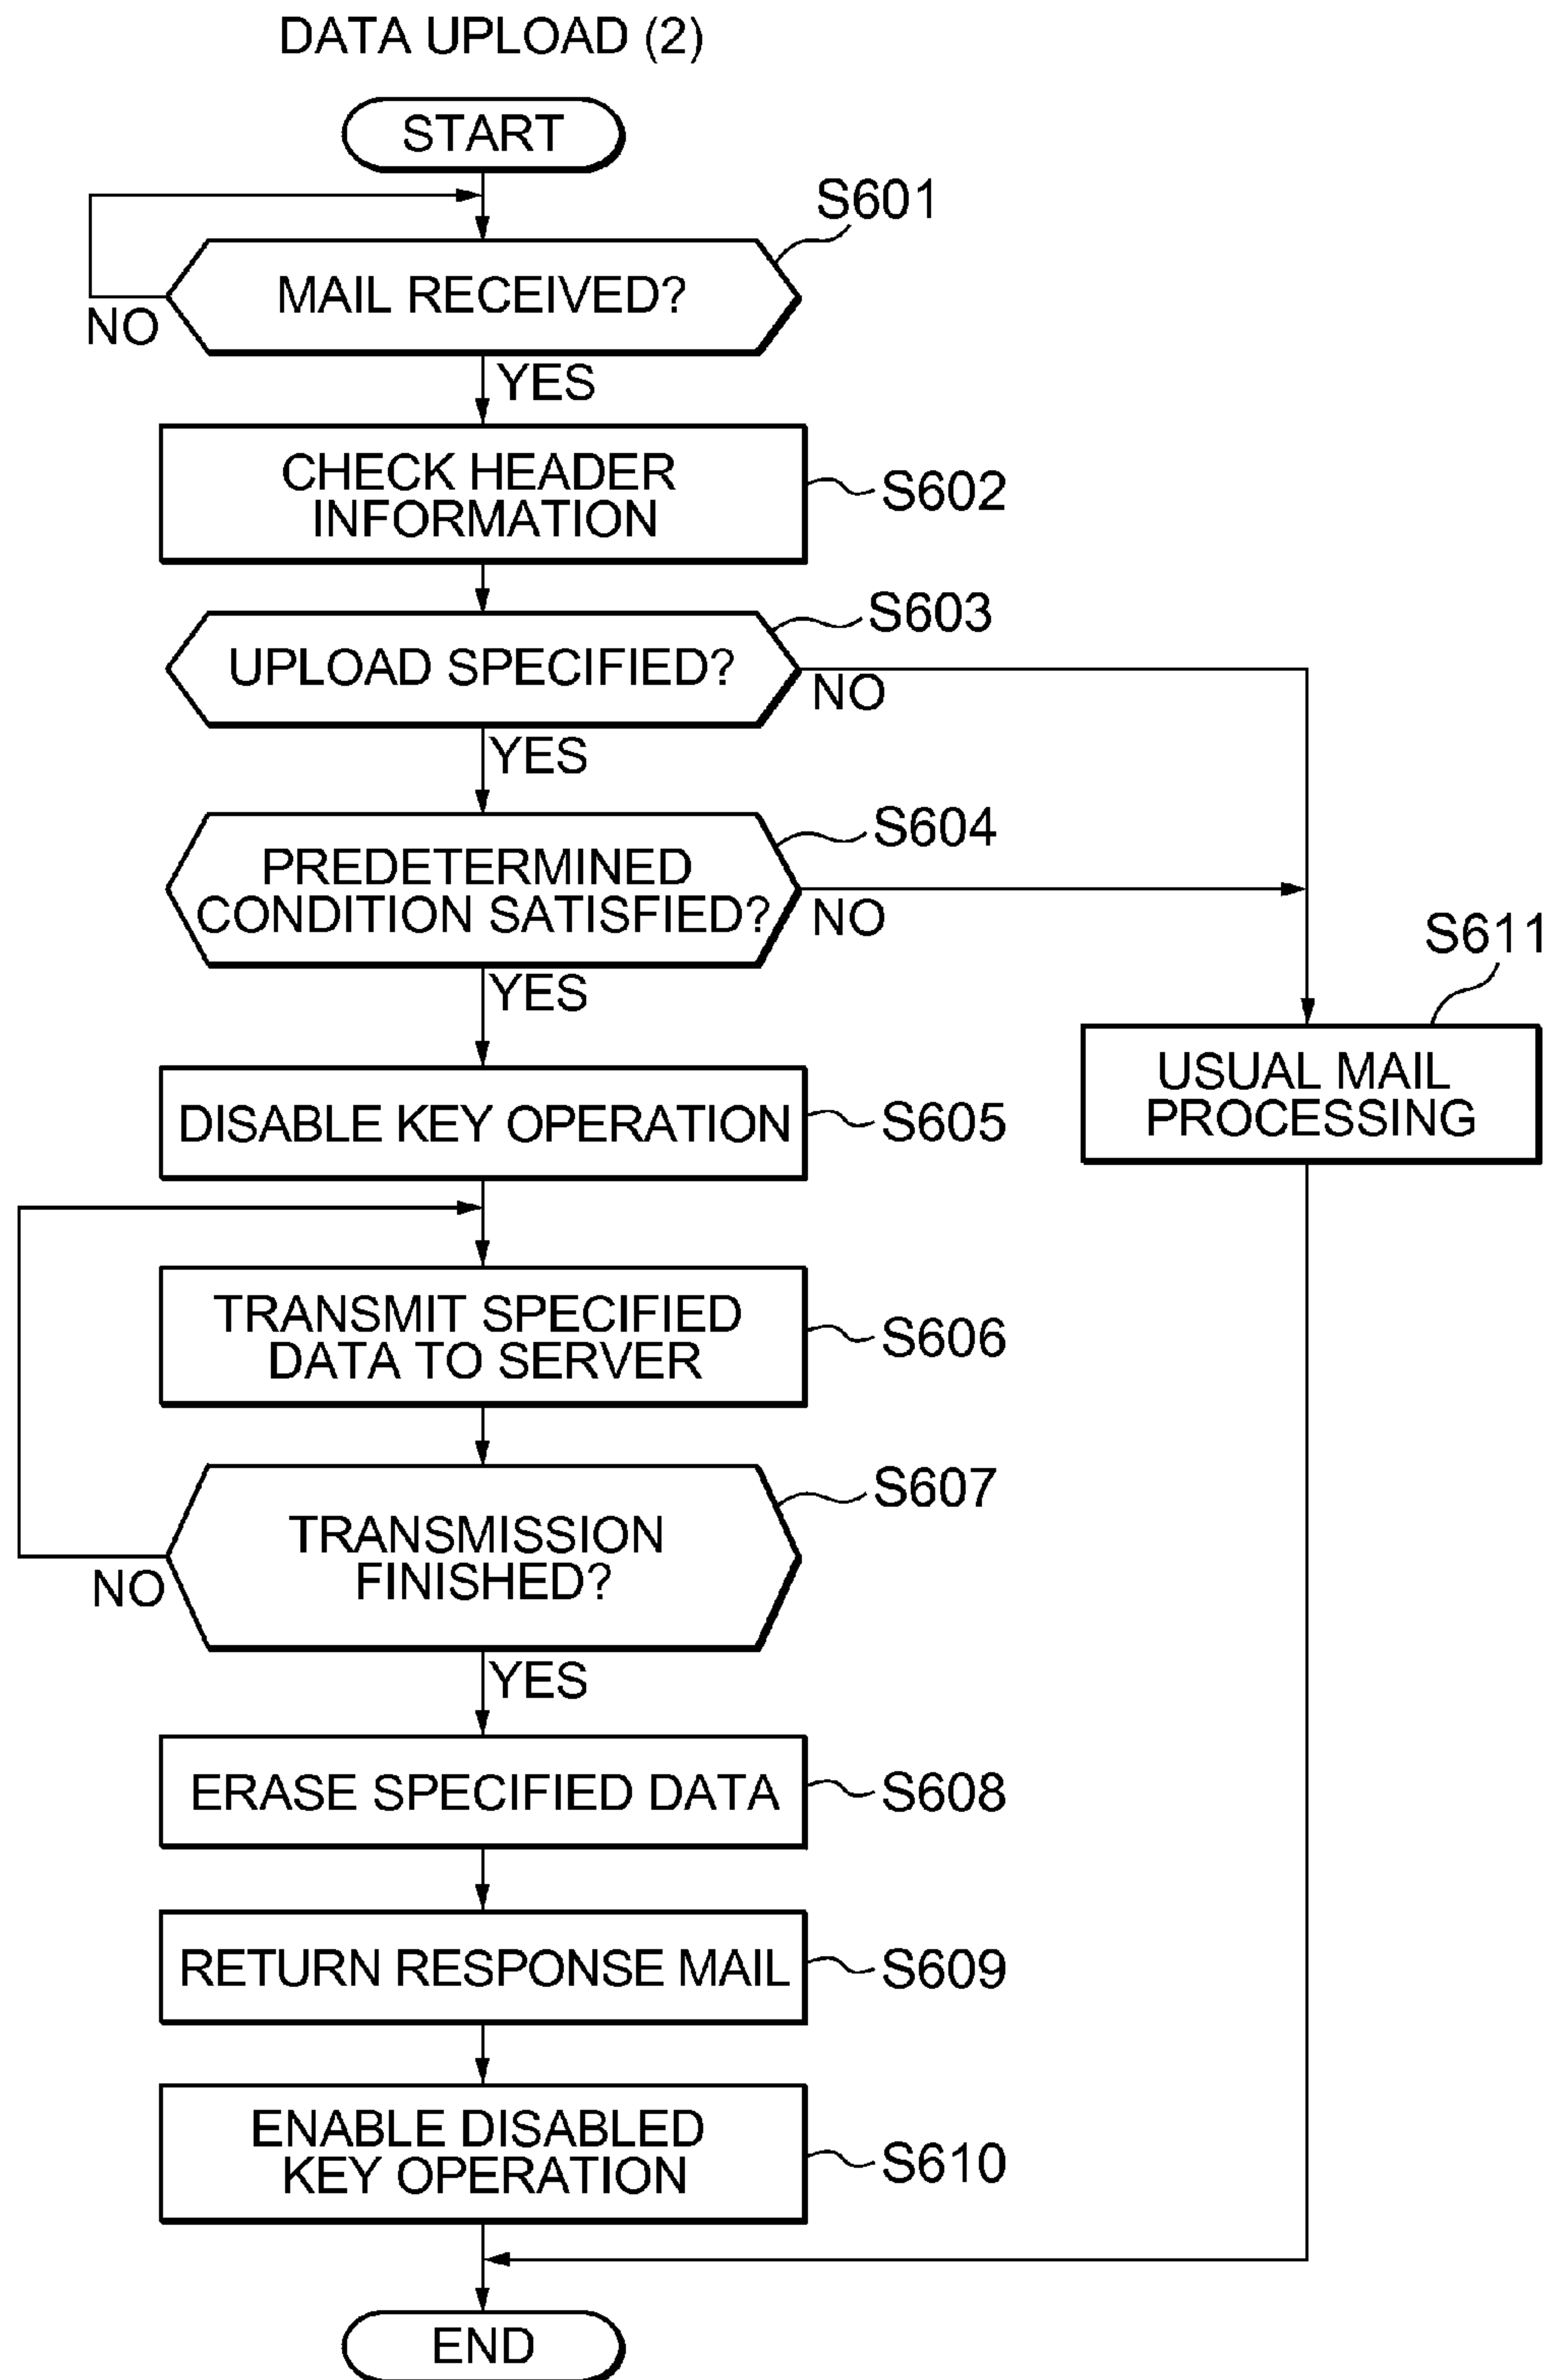 DATA UPLOAD (2)
START
S601
MAIL RECEIVED?
NO
YES
CHECK HEADER
INFORMATION
S602
S603
UPLOAD SPECIFIED?
NO
YES
S604
PREDETERMINED
CONDITION SATISFIED?
NO
YES
S611
USUAL MAIL
PROCESSING
DISABLE KEY OPERATION
S605
TRANSMIT SPECIFIED
DATA TO SERVER
S606
S607
TRANSMISSION
FINISHED?
NO
YES
ERASE SPECIFIED DATA
S608
RETURN RESPONSE MAIL
S609
ENABLE DISABLED
KEY OPERATION
S610
END